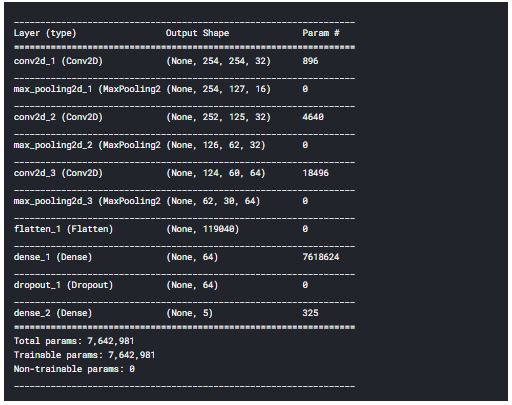 _________________________________________________________________
Layer (type)                 Output Shape              Param #
=================================================================
conv2d_1 (Conv2D)            (None, 254, 254, 32)      896
_________________________________________________________________
max_pooling2d_1 (MaxPooling2 (None, 254, 127, 16)      0
_________________________________________________________________
conv2d_2 (Conv2D)            (None, 252, 125, 32)      4640
_________________________________________________________________
max_pooling2d_2 (MaxPooling2 (None, 126, 62, 32)       0
_________________________________________________________________
conv2d_3 (Conv2D)            (None, 124, 60, 64)       18496
_________________________________________________________________
max_pooling2d_3 (MaxPooling2 (None, 62, 30, 64)        0
_________________________________________________________________
flatten_1 (Flatten)          (None, 119040)            0
_________________________________________________________________
dense_1 (Dense)              (None, 64)                7618624
_________________________________________________________________
dropout_1 (Dropout)          (None, 64)                0
_________________________________________________________________
dense_2 (Dense)              (None, 5)                 325
=================================================================
Total params: 7,642,981
Trainable params: 7,642,981
Non-trainable params: 0
_________________________________________________________________